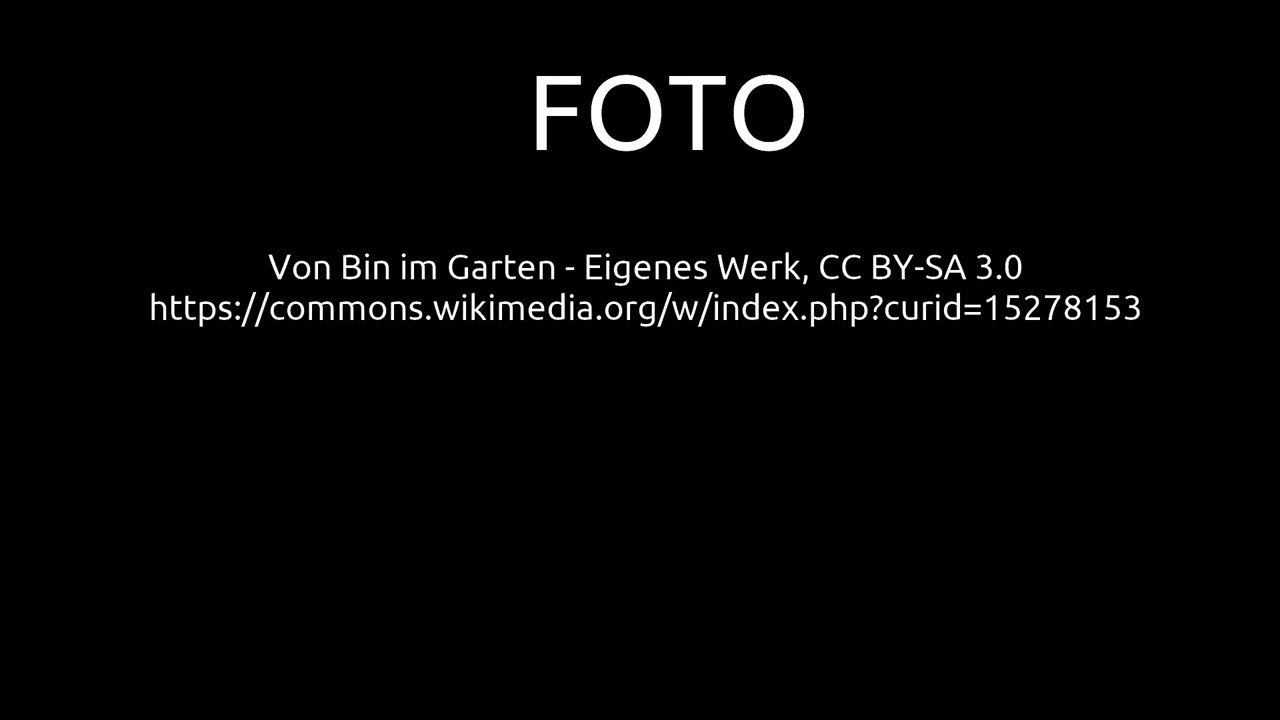 FOTO
Von Bin im Garten - Eigenes Werk, CC BY-SA 3.0
https://commons.wikimedia.org/w/index.php?curid=15278153